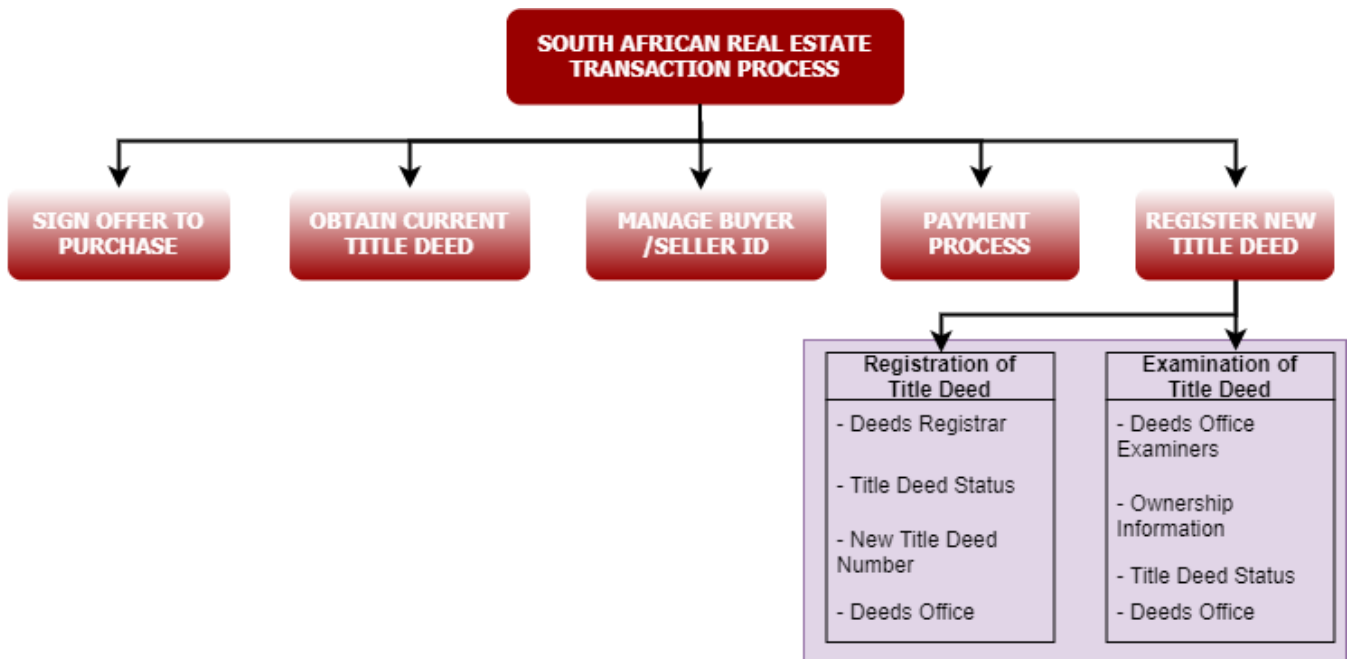 SOUTH AFRICAN REAL ESTATE
TRANSACTION PROCESS
SIGN OFFER TO
PURCHASE
OBTAIN CURRENT
TITLE DEED
MANAGE BUYER
/SELLER ID
PAYMENT
PROCESS
REGISTER NEW
TITLE DEED
Registration of
Title Deed
- Deeds Registrar
- Title Deed Status
- New Title Deed
Number
- Deeds Office
Examination of
Title Deed
- Deeds Office
Examiners
- Ownership
Information
- Title Deed Status
- Deeds Office